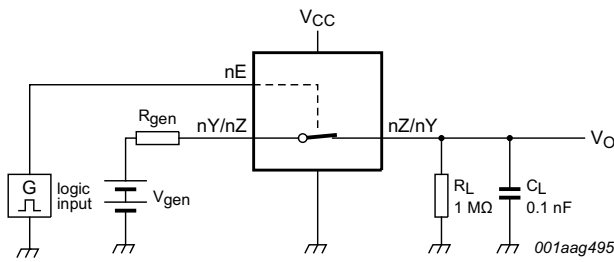 VCC
nE
Rgen
nY/nZ
nZ/nY
VO
G
logic
input
Vgen
RL
1 MΩ
CL
0.1 nF
001aag495